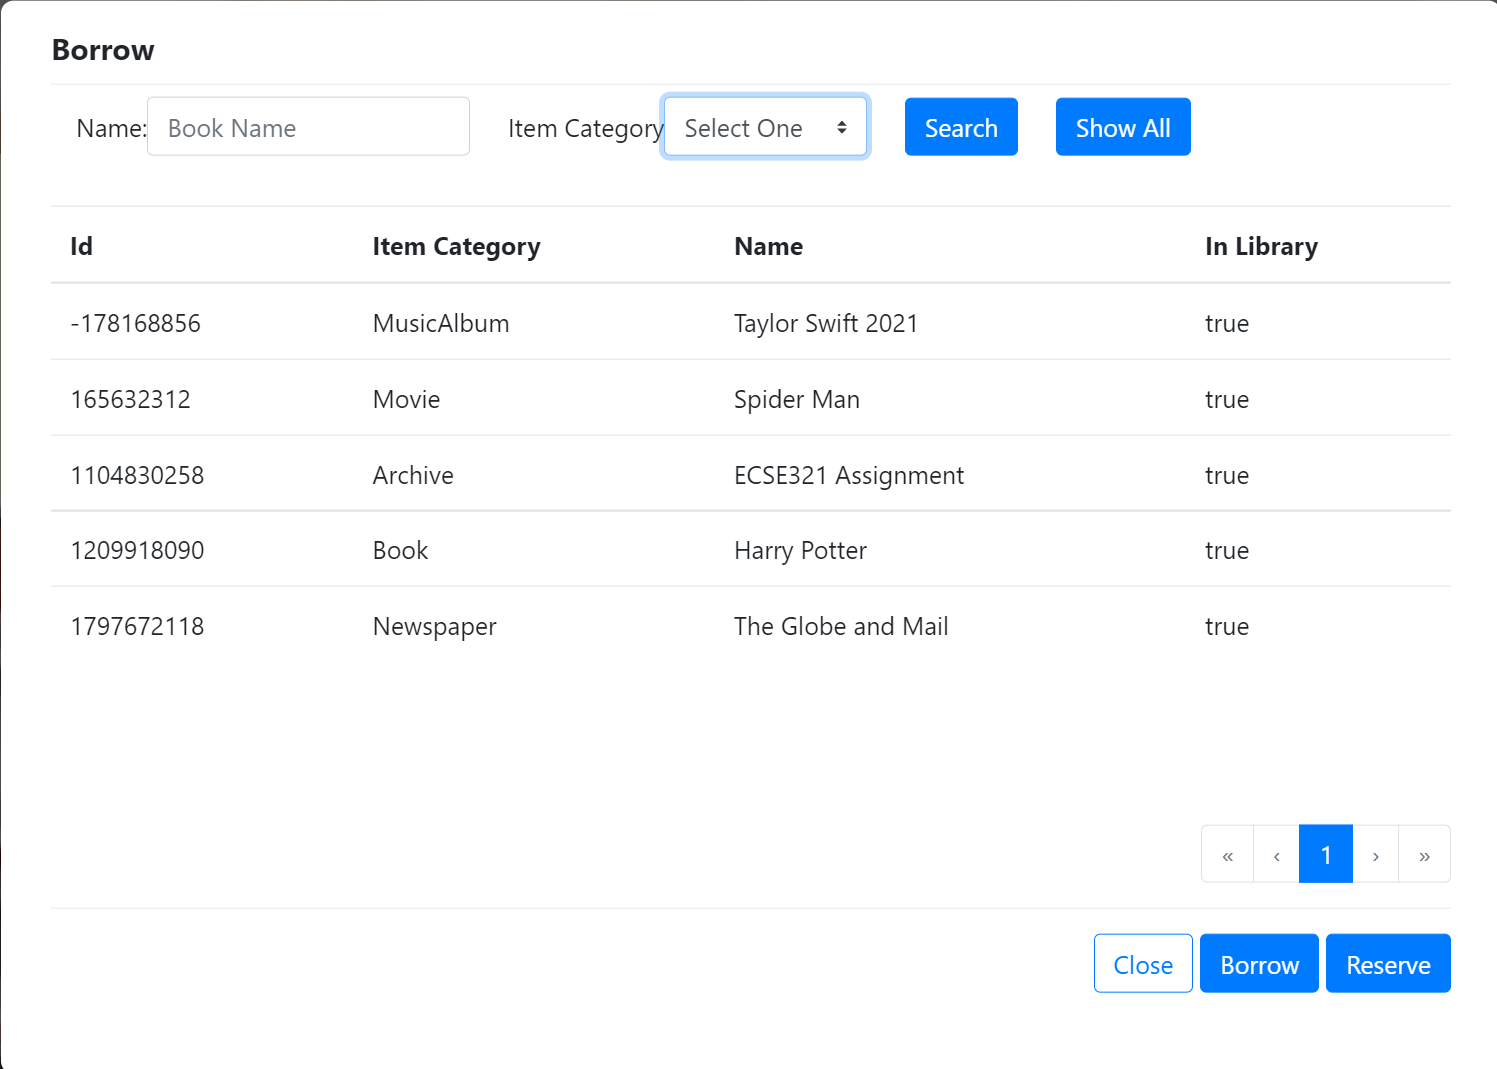 Borrow
Name: Book Name Item Category Select One Search Show All
Id Item Category Name In Library
-178168856 MusicAlbum Taylor Swift 2021 true
165632312 Movie Spider Man true
1104830258 Archive ECSE321 Assignment true
1209918090 Book Harry Potter true
1797672118 Newspaper The Globe and Mail true
« ‹ 1 › »
Close Borrow Reserve